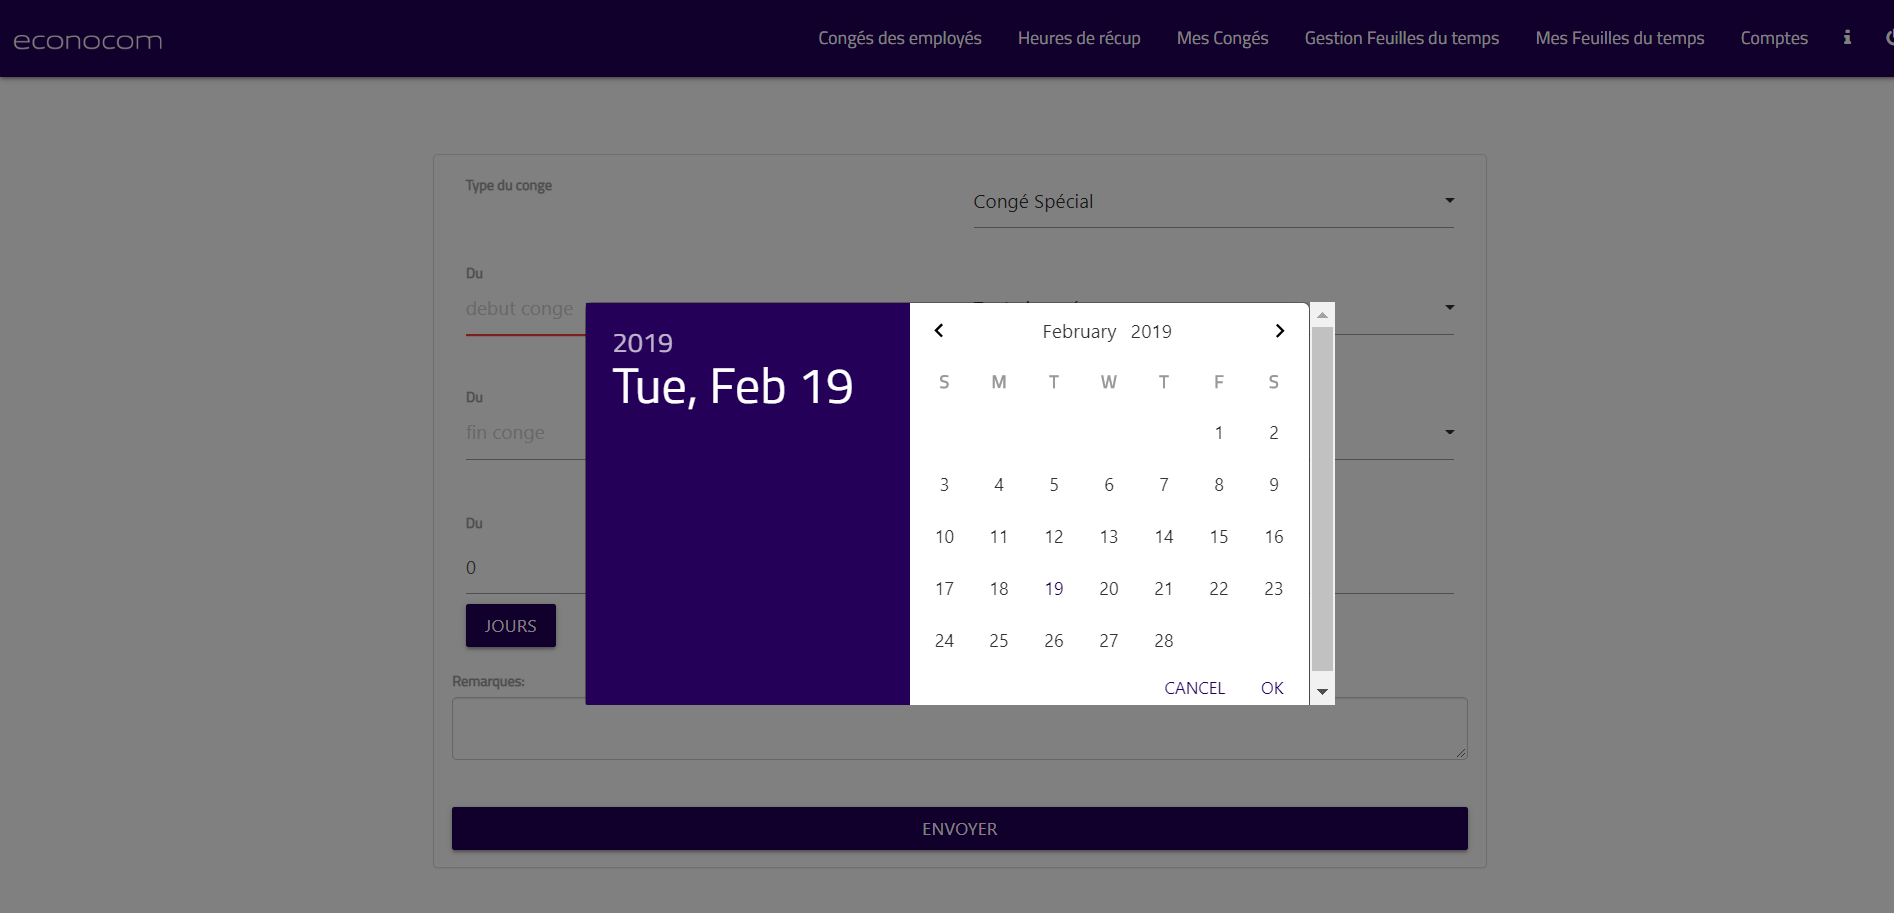 econocom
Congés des employés Heures de récup Mes Congés Gestion Feuilles du temps Mes Feuilles du temps Comptes
Type du conge
Congé Spécial
Du
debut conge
2019
Tue, Feb 19
February 2019
S M T W T F S
1 2
3 4 5 6 7 8 9
10 11 12 13 14 15 16
17 18 19 20 21 22 23
24 25 26 27 28
CANCEL OK
Du
fin conge
Du
0
JOURS
Remarques:
ENVOYER